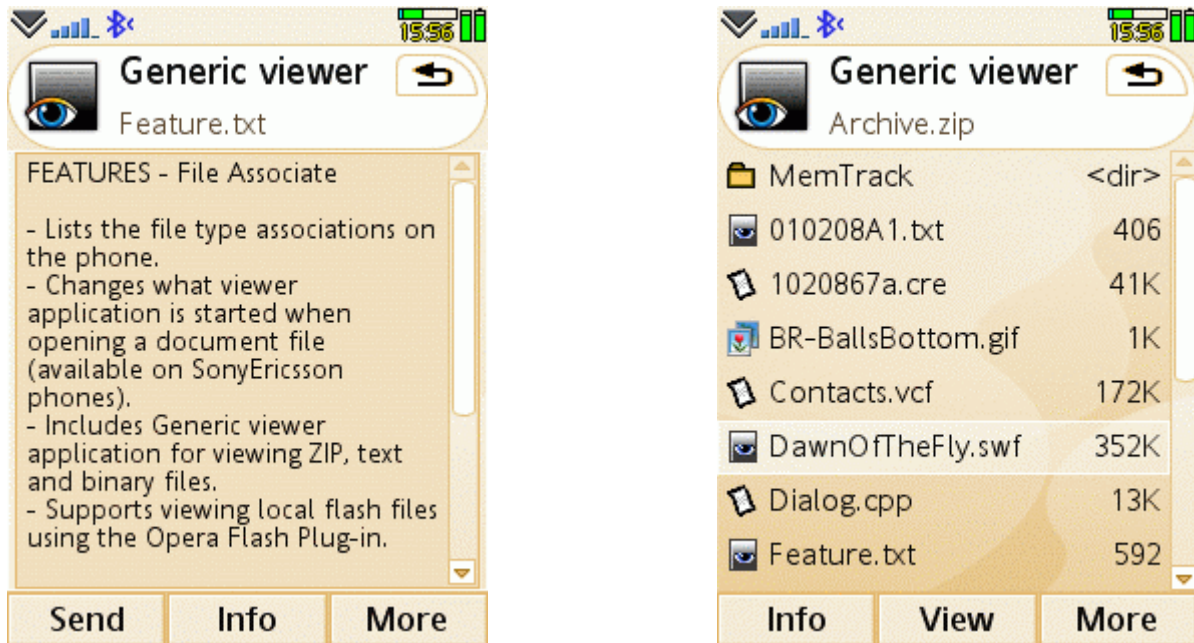 15:56
Generic viewer
Feature.txt
FEATURES - File Associate
- Lists the file type associations on
the phone.
- Changes what viewer
application is started when
opening a document file
(available on SonyEricsson
phones).
- Includes Generic viewer
application for viewing ZIP, text
and binary files.
- Supports viewing local flash files
using the Opera Flash Plug-in.
Send Info More
15:56
Generic viewer
Archive.zip
MemTrack <dir>
010208A1.txt 406
1020867a.cre 41K
BR-BallsBottom.gif 1K
Contacts.vcf 172K
DawnOfTheFly.swf 352K
Dialog.cpp 13K
Feature.txt 592
Info View More